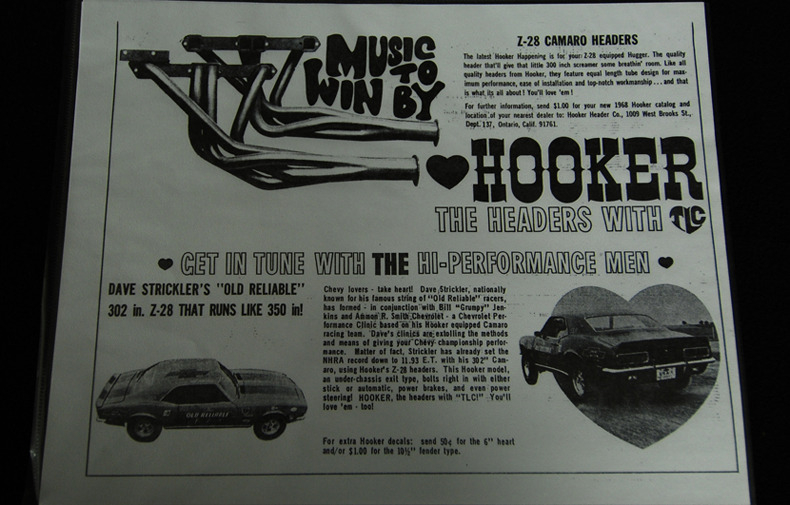 MUSIC
TO
WIN BY
Z-28 CAMARO HEADERS
The latest Hooker Happening is for your Z-28 equipped Hugger. The quality
header that'll give that little 300 inch screamer some breathin' room. Like all
quality headers from Hooker, they feature equal length tube design for max-
imum performance, ease of installation and top-notch workmanship...and that
is what its all about! You'll love 'em!
For further information, send $1.00 for your new 1968 Hooker catalog and
location of your nearest dealer to: Hooker Header Co., 1009 West Brooks St.,
Dept. 137, Ontario, Calif. 91761.
HOOKER
THE HEADERS WITH TLC
GET IN TUNE WITH THE HI-PERFORMANCE MEN
DAVE STRICKLER'S "OLD RELIABLE"
302 in. Z-28 THAT RUNS LIKE 350 in!
Chevy lovers - take heart! Dave Strickler, nationally
known for his famous string of "Old Reliable" racers,
has formed - in conjunction with Bill "Grumpy" Jen-
kins and Ammon R. Smith Chevrolet - a Chevrolet Per-
formance Clinic based on his Hooker equipped Camaro
racing team. Dave's clinics are extolling the methods
and means of giving your Chevy championship perfor-
mance. Matter of fact, Strickler has already set the
NHRA record down to 11.93 E.T. with his 302" Cam-
aro, using Hooker's Z-28 headers. This Hooker model,
an under-chassis exit type, bolts right in with either
stick or automatic, power brakes, and even power
steering! HOOKER, the headers with "TLC!" You'll
love 'em - too!
OLD RELIABLE
For extra Hooker decals: send 50¢ for the 6" heart
and/or $1.00 for the 10½" fender type.